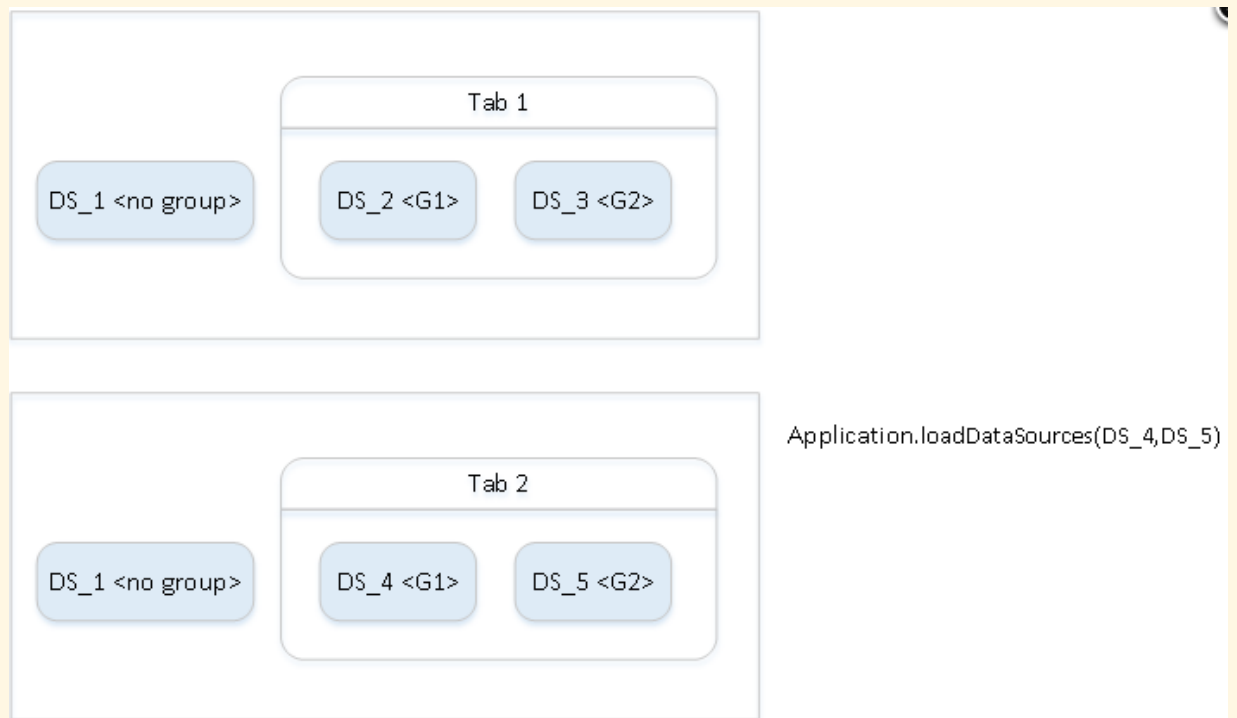 Tab 1
DS_1 <no group>
DS_2 <G1>
DS_3 <G2>
Application.loadDataSources(DS_4,DS_5)
Tab 2
DS_1 <no group>
DS_4 <G1>
DS_5 <G2>